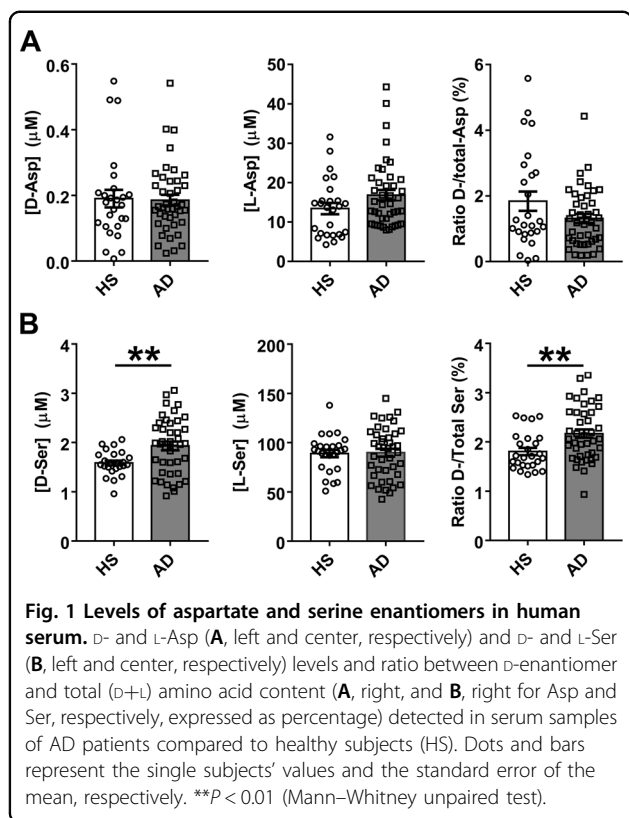 A
[D-Asp] (µM)
0.6
0.4
0.2
0.0
HS
AD
[L-Asp] (µM)
50
40
30
20
10
0
HS
AD
Ratio D-/total-Asp (%)
6
4
2
0
HS
AD
B
[D-Ser] (µM)
4
3
2
1
0
**
HS
AD
[L-Ser] (µM)
200
150
100
50
0
HS
AD
Ratio D-/Total Ser (%)
4
3
2
1
0
**
HS
AD
Fig. 1 Levels of aspartate and serine enantiomers in human
serum. D- and L-Asp (A, left and center, respectively) and D- and L-Ser
(B, left and center, respectively) levels and ratio between D-enantiomer
and total (D+L) amino acid content (A, right, and B, right for Asp and
Ser, respectively, expressed as percentage) detected in serum samples
of AD patients compared to healthy subjects (HS). Dots and bars
represent the single subjects' values and the standard error of the
mean, respectively. **P < 0.01 (Mann–Whitney unpaired test).